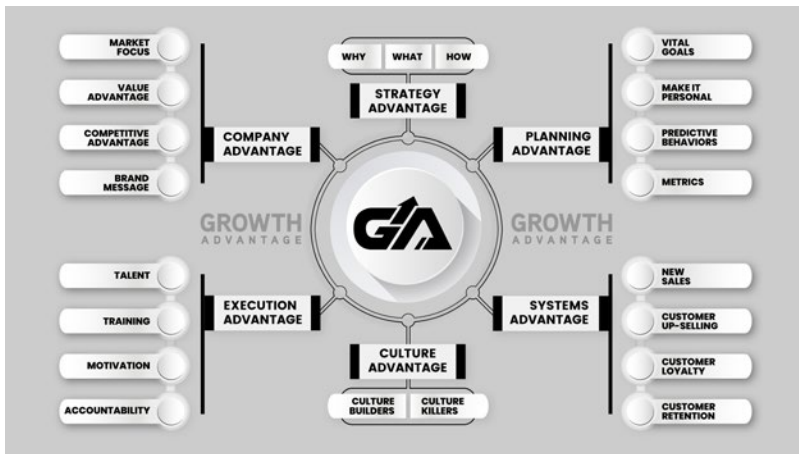 MARKET
FOCUS
VALUE
ADVANTAGE
COMPETITIVE
ADVANTAGE
BRAND
MESSAGE
COMPANY
ADVANTAGE
WHY WHAT HOW
STRATEGY
ADVANTAGE
PLANNING
ADVANTAGE
VITAL
GOALS
MAKE IT
PERSONAL
PREDICTIVE
BEHAVIORS
METRICS
GROWTH
ADVANTAGE
GA
GROWTH
ADVANTAGE
TALENT
TRAINING
MOTIVATION
ACCOUNTABILITY
EXECUTION
ADVANTAGE
CULTURE
ADVANTAGE
CULTURE
BUILDERS
CULTURE
KILLERS
SYSTEMS
ADVANTAGE
NEW
SALES
CUSTOMER
UP-SELLING
CUSTOMER
LOYALTY
CUSTOMER
RETENTION